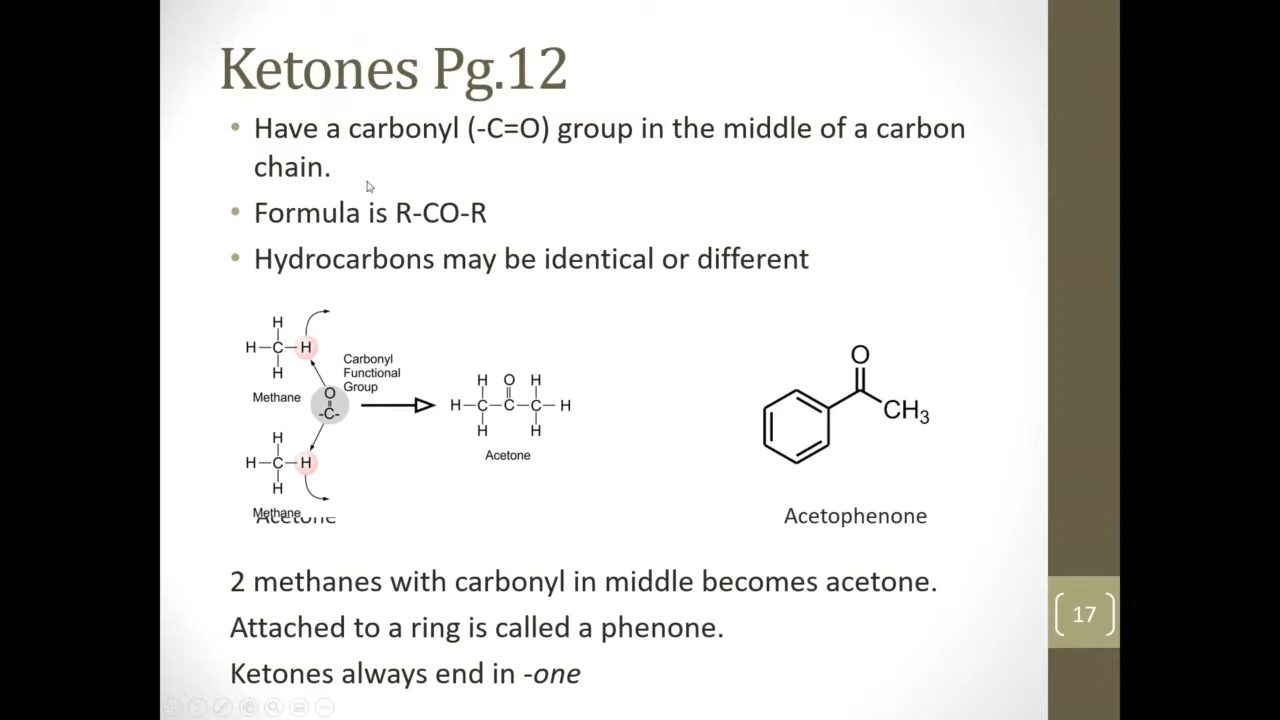 Ketones Pg.12
• Have a carbonyl (-C=O) group in the middle of a carbon
chain.
• Formula is R-CO-R
• Hydrocarbons may be identical or different
H
H-C-H
H
Methane
Carbonyl
Functional
Group
O
-C-
H
H-C-H
H
Methane
Acetone
H O H
H-C-C-C-H
H H
Acetone
O
CH3
Acetophenone
2 methanes with carbonyl in middle becomes acetone.
Attached to a ring is called a phenone.
Ketones always end in -one
17